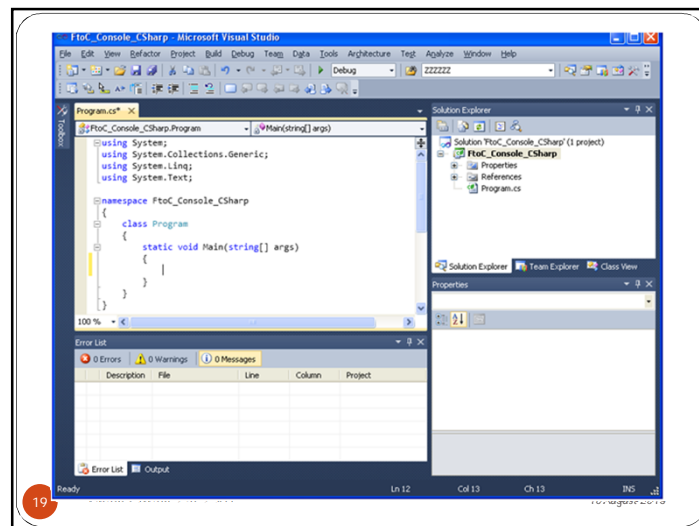 FtoC_Console_CSharp - Microsoft Visual Studio
File Edit View Refactor Project Build Debug Team Data Tools Architecture Test Analyze Window Help
Debug zzzzzz
Toolbox
Program.cs* ×
FtoC_Console_CSharp.Program Main(string[] args)
using System;
using System.Collections.Generic;
using System.Linq;
using System.Text;
namespace FtoC_Console_CSharp
{
class Program
{
static void Main(string[] args)
{
}
}
}
100 %
Solution Explorer
Solution 'FtoC_Console_CSharp' (1 project)
FtoC_Console_CSharp
Properties
References
Program.cs
Solution Explorer Team Explorer Class View
Properties
Error List
0 Errors 0 Warnings 0 Messages
Description File Line Column Project
Error List Output
Ready Ln 12 Col 13 Ch 13 INS
19